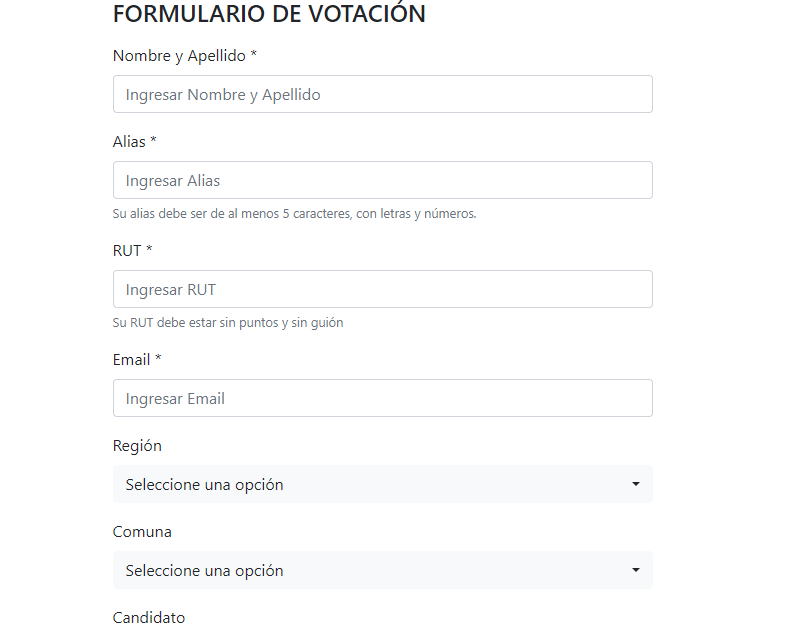 FORMULARIO DE VOTACIÓN
Nombre y Apellido *
Ingresar Nombre y Apellido
Alias *
Ingresar Alias
Su alias debe ser de al menos 5 caracteres, con letras y números.
RUT *
Ingresar RUT
Su RUT debe estar sin puntos y sin guión
Email *
Ingresar Email
Región
Seleccione una opción
Comuna
Seleccione una opción
Candidato